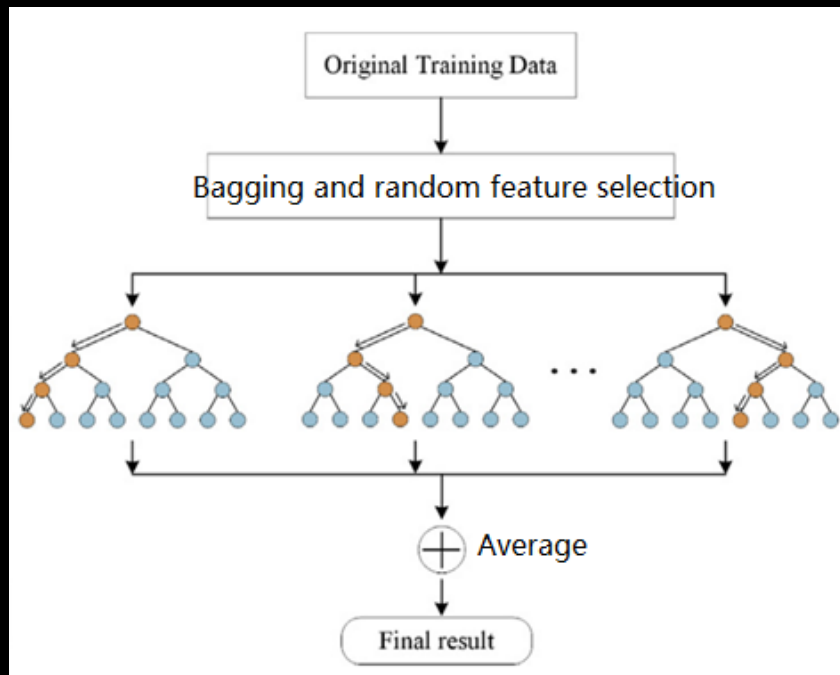 Original Training Data
Bagging and random feature selection
...
Average
Final result